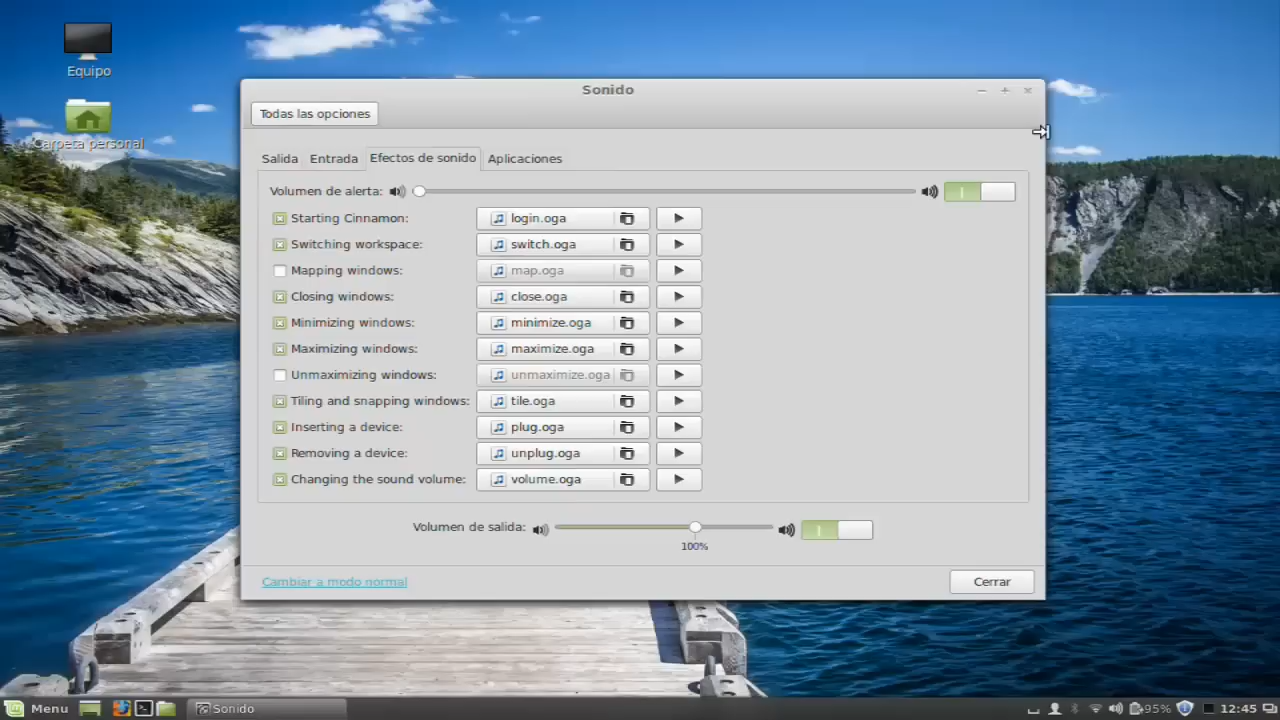 Equipo
Carpeta personal
Sonido
Todas las opciones
Salida Entrada Efectos de sonido Aplicaciones
Volumen de alerta:
Starting Cinnamon: login.oga
Switching workspace: switch.oga
Mapping windows: map.oga
Closing windows: close.oga
Minimizing windows: minimize.oga
Maximizing windows: maximize.oga
Unmaximizing windows: unmaximize.oga
Tiling and snapping windows: tile.oga
Inserting a device: plug.oga
Removing a device: unplug.oga
Changing the sound volume: volume.oga
Volumen de salida:
100%
Cambiar a modo normal
Cerrar
Menu Sonido 95% 12:45